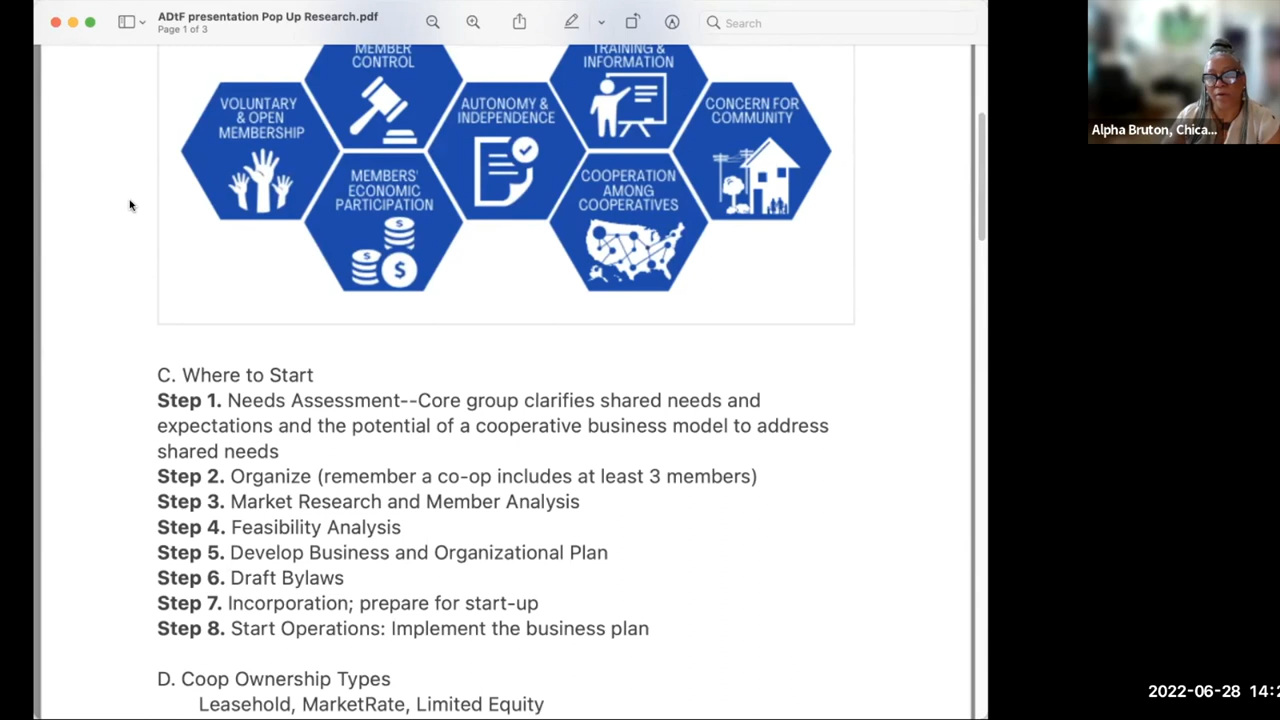 ADtF presentation Pop Up Research.pdf
Page 1 of 3
Search
MEMBER
CONTROL
TRAINING &
INFORMATION
VOLUNTARY
& OPEN
MEMBERSHIP
AUTONOMY &
INDEPENDENCE
CONCERN FOR
COMMUNITY
MEMBERS'
ECONOMIC
PARTICIPATION
COOPERATION
AMONG
COOPERATIVES
Alpha Bruton, Chica...
C. Where to Start
Step 1. Needs Assessment--Core group clarifies shared needs and
expectations and the potential of a cooperative business model to address
shared needs
Step 2. Organize (remember a co-op includes at least 3 members)
Step 3. Market Research and Member Analysis
Step 4. Feasibility Analysis
Step 5. Develop Business and Organizational Plan
Step 6. Draft Bylaws
Step 7. Incorporation; prepare for start-up
Step 8. Start Operations: Implement the business plan
D. Coop Ownership Types
Leasehold, MarketRate, Limited Equity
2022-06-28 14:2